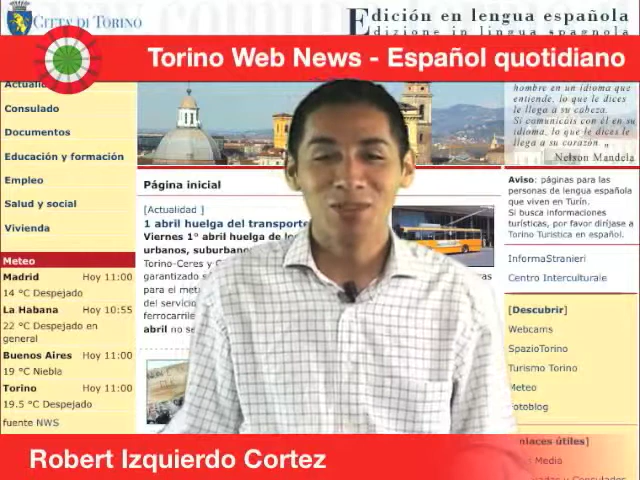 CITTÀ DI TORINO
Edición en lengua española
Edizione in lingua spagnola
Torino Web News - Español quotidiano
Actuali
Consulado
Documentos
Educación y formación
Empleo
Salud y social
Vivienda
Meteo
Madrid Hoy 11:00
14 °C Despejado
La Habana Hoy 10:55
22 °C Despejado en
general
Buenos Aires Hoy 11:00
19 °C Niebla
Torino Hoy 11:00
19.5 °C Despejado
fuente NWS
Página inicial
[Actualidad ]
1 abril huelga del transporte
Viernes 1° abril huelga de lo
urbanos, suburbano
Torino-Ceres y C
garantizado s
para el me
del servicio
ferrocarrile
abril no se
hombre en un idioma que
entiende, lo que le dices
le llega a su cabeza.
Si comunicáis con él en su
idioma, lo que le dices le
llega a su corazón. „
Nelson Mandela
Aviso: páginas para las
personas de lengua española
que viven en Turín.
Si busca informaciones
turísticas, por favor diríjase a
Torino Turistica en español.
InformaStranieri
Centro Interculturale
[Descubrir]
Webcams
SpazioTorino
Turismo Torino
Meteo
Fotoblog
nlaces útiles]
Media
Robert Izquierdo Cortez